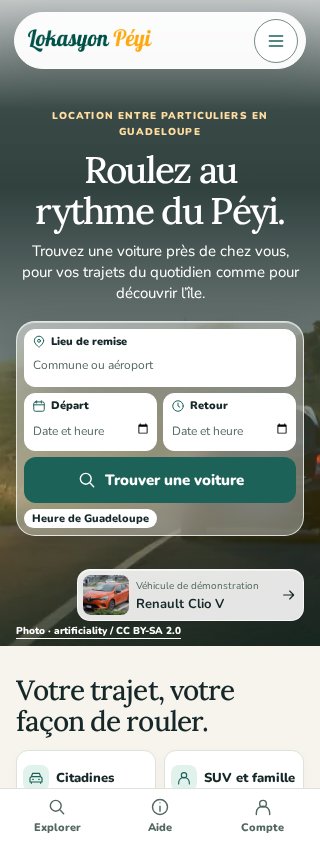 Lokasyon Péyi
LOCATION ENTRE PARTICULIERS EN
GUADELOUPE
Roulez au
rythme du Péyi.
Trouvez une voiture près de chez vous,
pour vos trajets du quotidien comme pour
découvrir l’île.
Lieu de remise
Commune ou aéroport
Départ
Retour
Date et heure
Date et heure
Trouver une voiture
Heure de Guadeloupe
Véhicule de démonstration
Renault Clio V
Photo · artificiality / CC BY-SA 2.0
Votre trajet, votre
façon de rouler.
Citadines
SUV et famille
Explorer
Aide
Compte